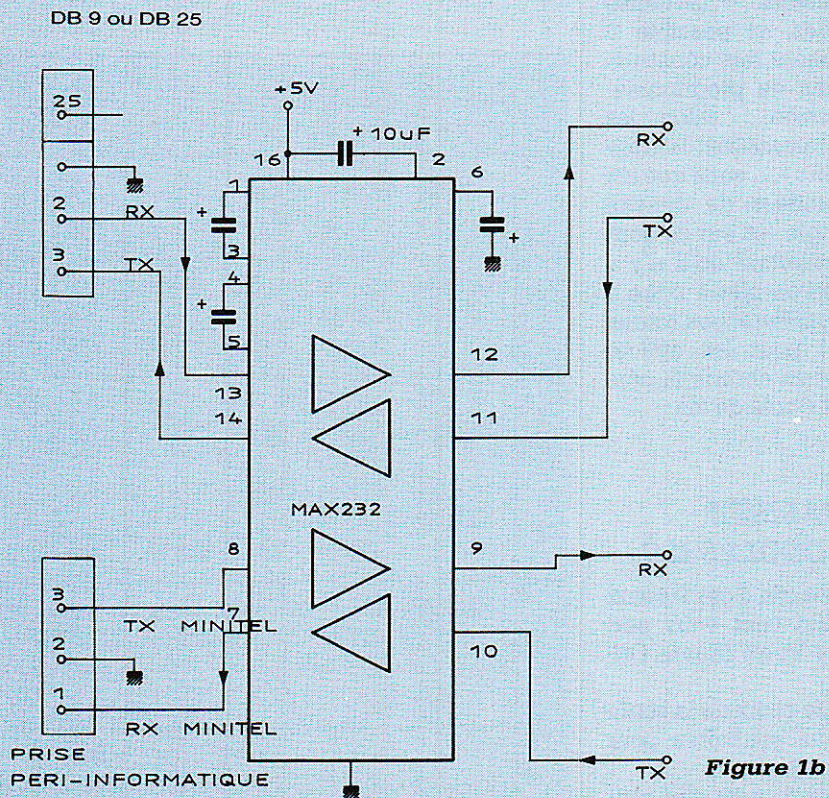 DB 9 ou DB 25
25
2
3
RX
TX
+5V
+ 10uF
16
2
6
1
+
3
4
+
5
+
13
14
12
11
RX
TX
MAX232
8
7
9
10
3
2
1
TX MINITEL
RX MINITEL
RX
TX
PRISE
PERI-INFORMATIQUE
Figure 1b